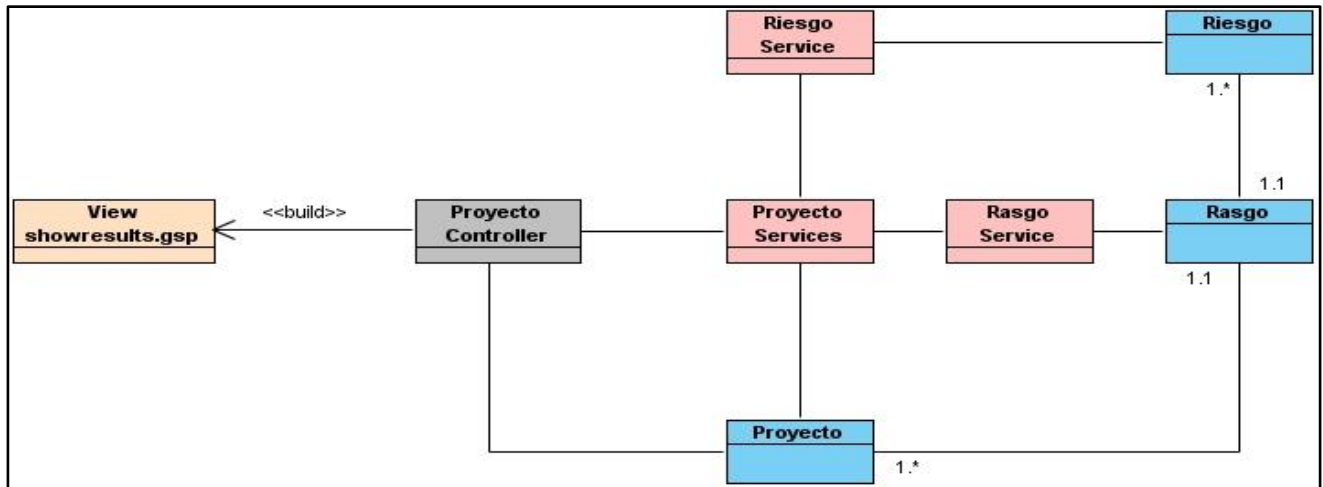 Riesgo
Service
Riesgo
1.*
1.1
View
showresults.gsp
<<build>>
Proyecto
Controller
Proyecto
Services
Rasgo
Service
Rasgo
1.1
Proyecto
1.*